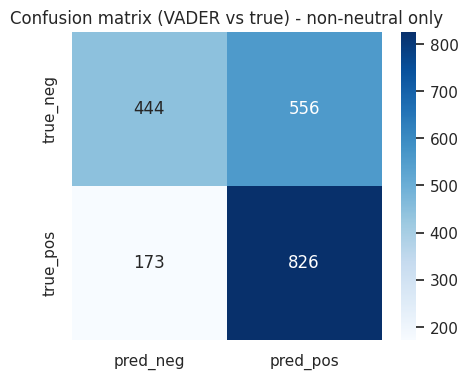 Confusion matrix (VADER vs true) - non-neutral only
true_neg
444
556
true_pos
173
826
pred_neg
pred_pos
800
700
600
500
400
300
200